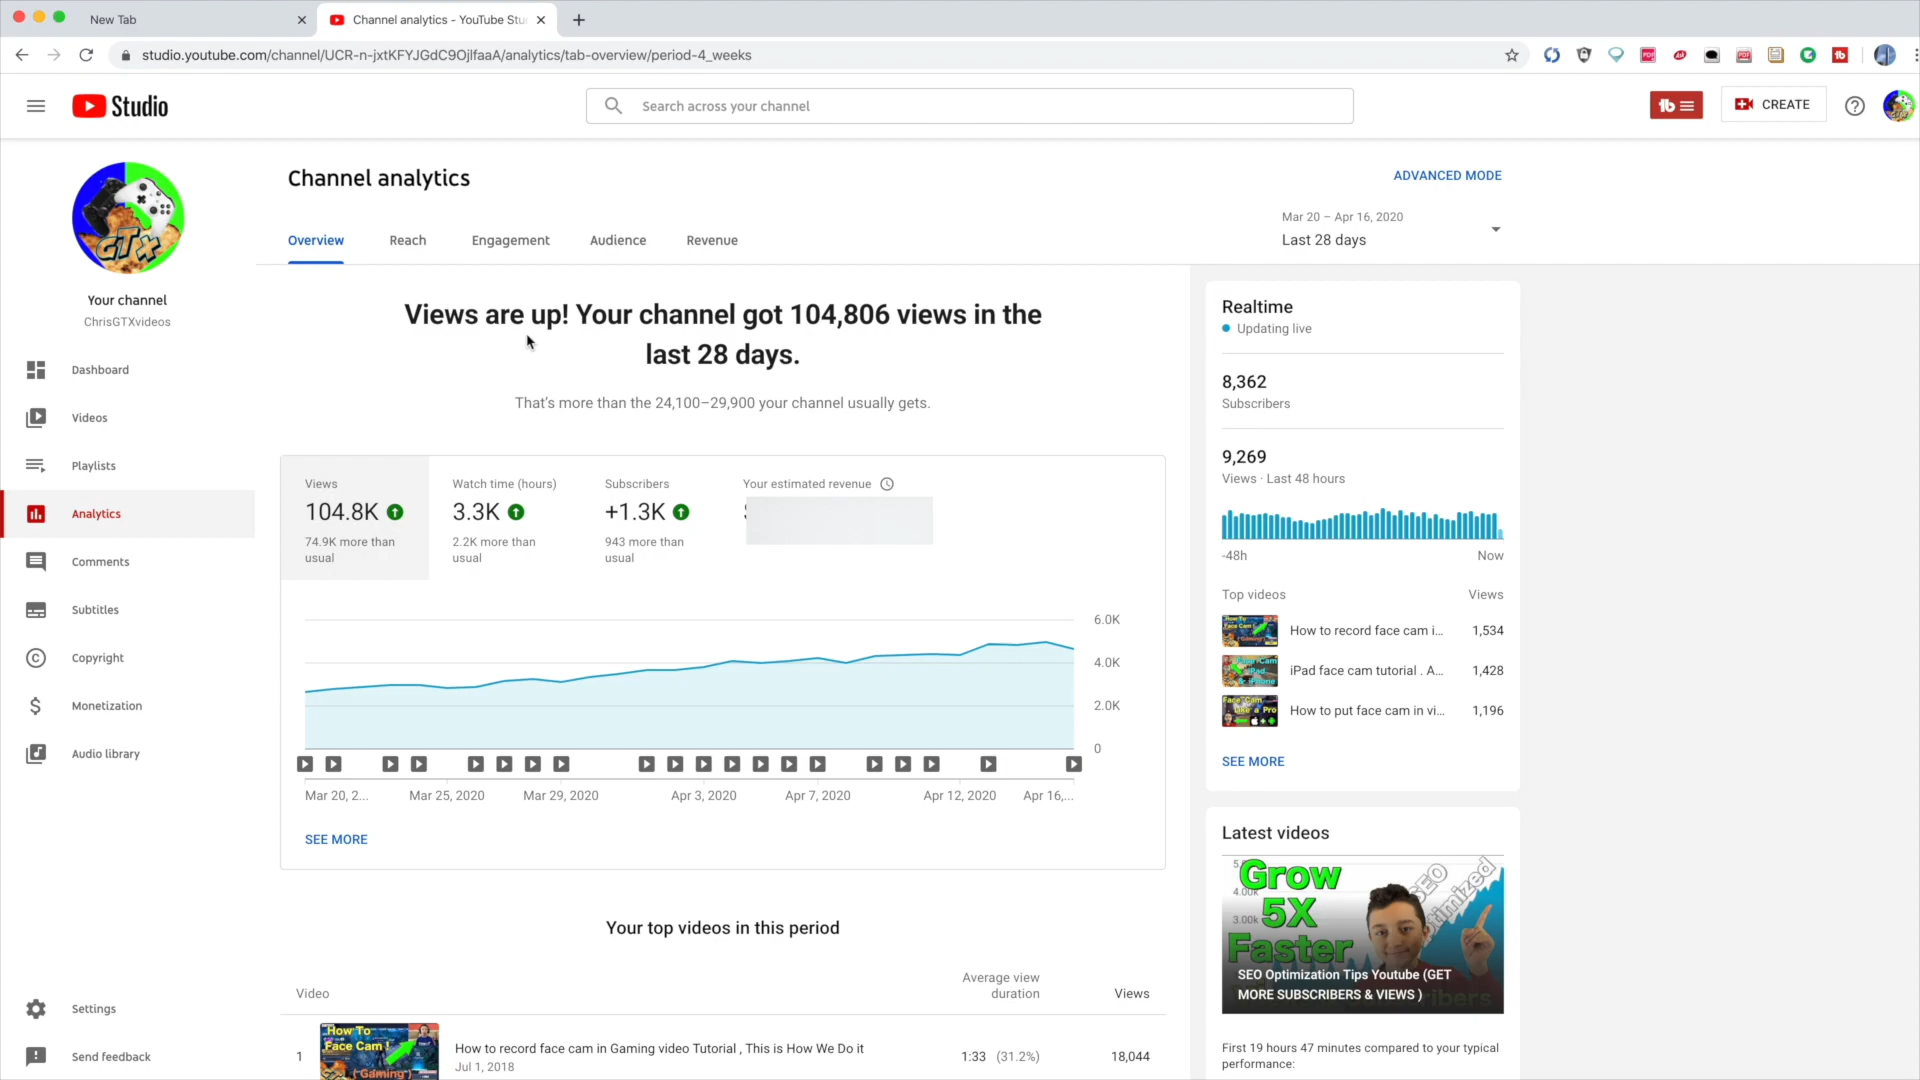 New Tab
Channel analytics - YouTube Stu
studio.youtube.com/channel/UCR-n-jxtKFYJGdC9OjlfaaA/analytics/tab-overview/period-4_weeks
Studio
Search across your channel
CREATE
Your channel
ChrisGTXvideos
Dashboard
Videos
Playlists
Analytics
Comments
Subtitles
Copyright
Monetization
Audio library
Settings
Send feedback
Channel analytics
ADVANCED MODE
Overview
Reach
Engagement
Audience
Revenue
Mar 20 – Apr 16, 2020
Last 28 days
Views are up! Your channel got 104,806 views in the
last 28 days.
That's more than the 24,100–29,900 your channel usually gets.
Views
104.8K
74.9K more than
usual
Watch time (hours)
3.3K
2.2K more than
usual
Subscribers
+1.3K
943 more than
usual
Your estimated revenue
6.0K
4.0K
2.0K
0
Mar 20, 2...
Mar 25, 2020
Mar 29, 2020
Apr 3, 2020
Apr 7, 2020
Apr 12, 2020
Apr 16,...
SEE MORE
Your top videos in this period
Video
Average view
duration
Views
1
How To
Face Cam
(Gaming)
How to record face cam in Gaming video Tutorial , This is How We Do it
Jul 1, 2018
1:33 (31.2%)
18,044
Realtime
Updating live
8,362
Subscribers
9,269
Views · Last 48 hours
-48h
Now
Top videos
Views
How to record face cam i...
1,534
iPad face cam tutorial . A...
1,428
How to put face cam in vi...
1,196
SEE MORE
Latest videos
Grow
5X
Faster
SEO
4.00k
3.00k
SEO Optimization Tips Youtube (GET
MORE SUBSCRIBERS & VIEWS )
First 19 hours 47 minutes compared to your typical
performance: